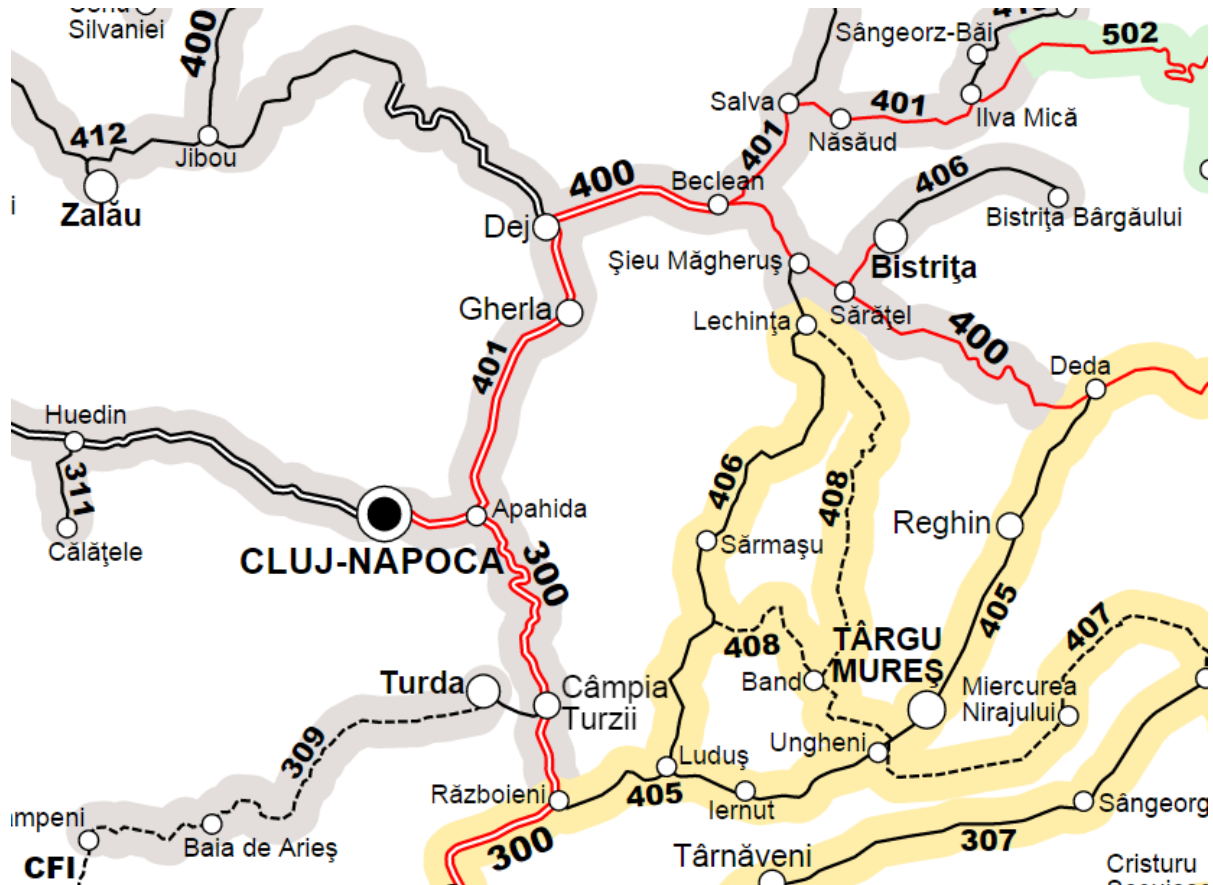 Silvaniei
400
502
Sângeorz-Băi
Salva
401
Ilva Mică
412
Jibou
401
Năsăud
400
Beclean
406
i
Zalău
Dej
Bistriţa Bârgăului
Şieu Măgheruş
Bistriţa
Gherla
Lechinţa
Sărăţel
400
401
Deda
Huedin
311
406
408
Apahida
Reghin
Călăţele
CLUJ-NAPOCA
300
Sărmaşu
405
407
408
TÂRGU
MUREŞ
Turda
Câmpia
Turzii
Band
Miercurea
Nirajului
309
Luduş
Ungheni
Războieni
405
Iernut
Sângeorg
mpeni
Baia de Arieş
300
307
CFI
Târnăveni
Cristuru